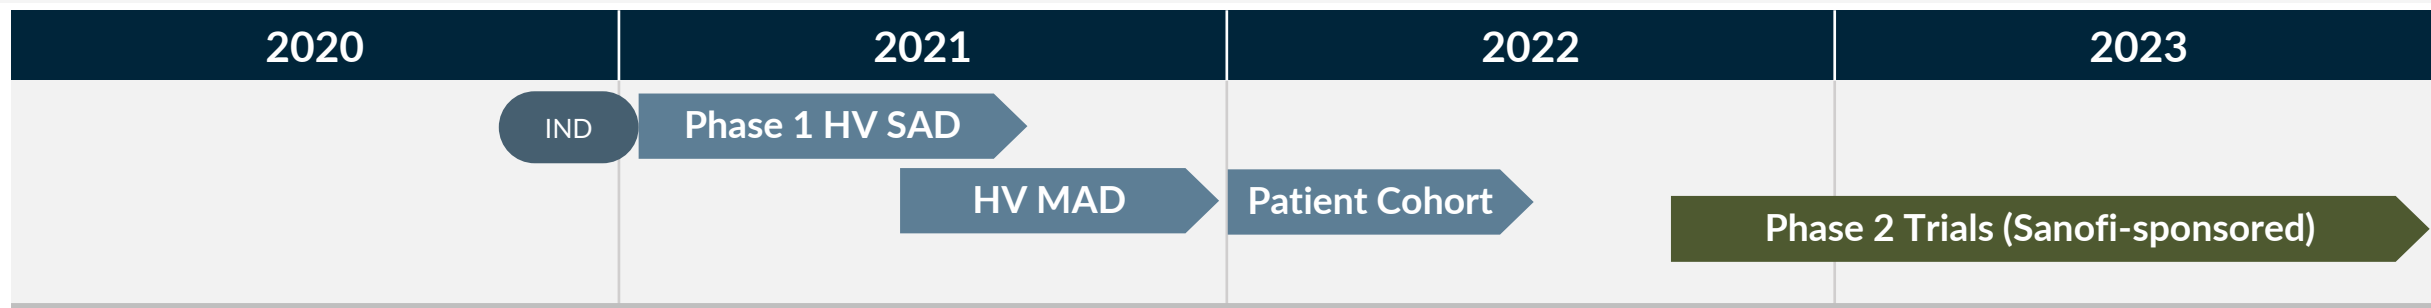 2020 2021 2022 2023
IND Phase 1 HV SAD
HV MAD Patient Cohort
Phase 2 Trials (Sanofi-sponsored)